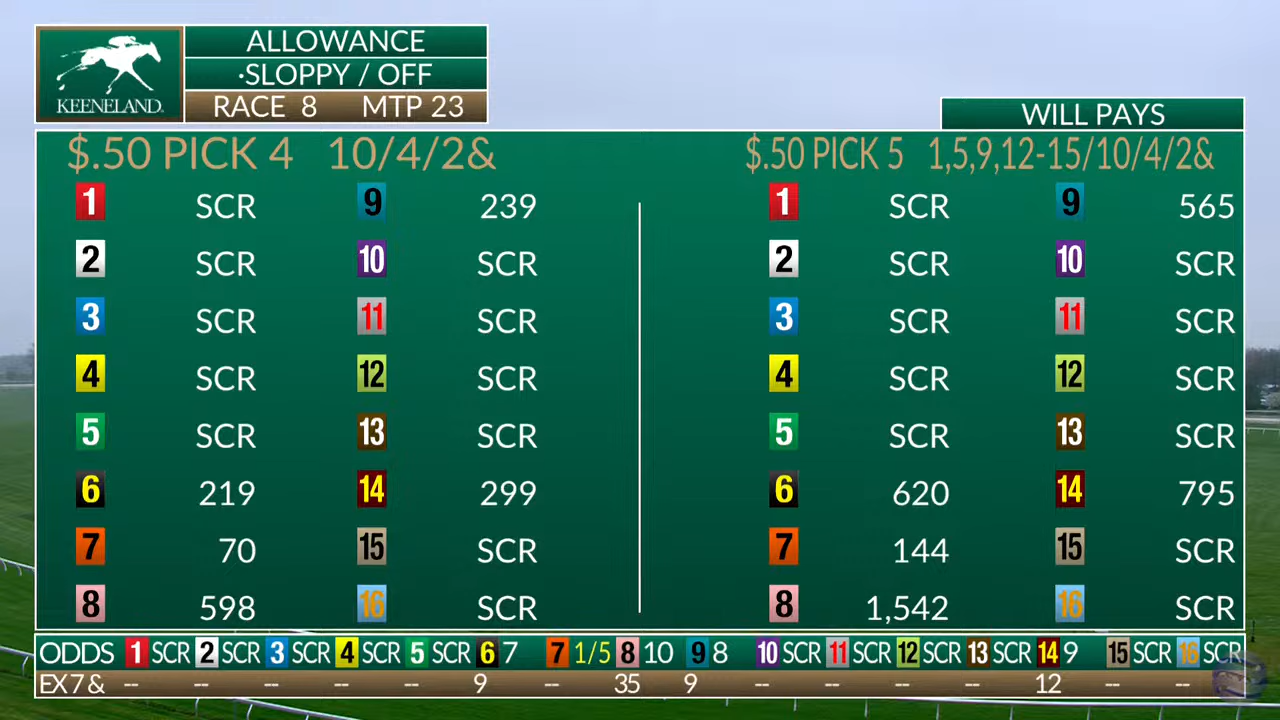 KEENELAND
ALLOWANCE
·SLOPPY / OFF
RACE 8 MTP 23
WILL PAYS
$.50 PICK 4 10/4/2&
1 SCR 9 239
2 SCR 10 SCR
3 SCR 11 SCR
4 SCR 12 SCR
5 SCR 13 SCR
6 219 14 299
7 70 15 SCR
8 598 16 SCR
$.50 PICK 5 1,5,9,12-15/10/4/2&
1 SCR 9 565
2 SCR 10 SCR
3 SCR 11 SCR
4 SCR 12 SCR
5 SCR 13 SCR
6 620 14 795
7 144 15 SCR
8 1,542 16 SCR
ODDS 1 SCR 2 SCR 3 SCR 4 SCR 5 SCR 6 7 7 1/5 8 10 9 8 10 SCR 11 SCR 12 SCR 13 SCR 14 9 15 SCR 16 SCR
EX 7 & -- -- -- -- -- 9 -- 35 9 -- -- -- -- 12 -- --